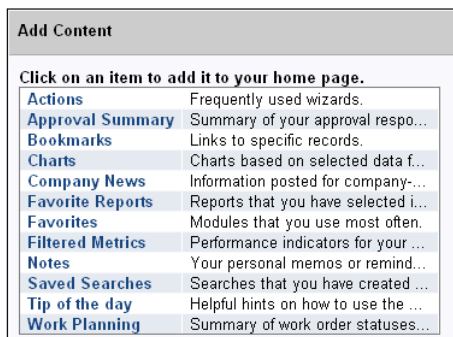 Add Content
Click on an item to add it to your home page.
Actions Frequently used wizards.
Approval Summary Summary of your approval respo...
Bookmarks Links to specific records.
Charts Charts based on selected data f...
Company News Information posted for company-...
Favorite Reports Reports that you have selected i...
Favorites Modules that you use most often.
Filtered Metrics Performance indicators for your ...
Notes Your personal memos or remind...
Saved Searches Searches that you have created ...
Tip of the day Helpful hints on how to use the ...
Work Planning Summary of work order statuses...